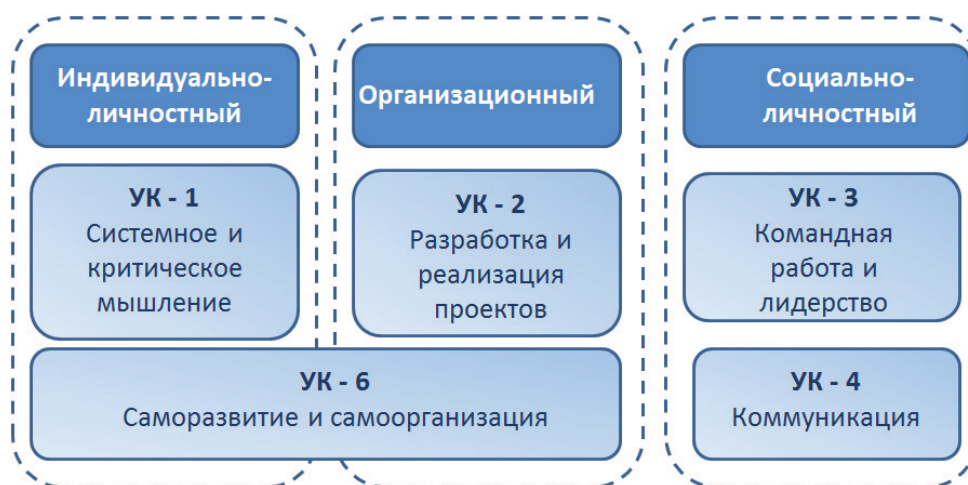 Индивидуально-
личностный
Организационный
Социально-
личностный
УК - 1
Системное и
критическое
мышление
УК - 2
Разработка и
реализация
проектов
УК - 3
Командная
работа и
лидерство
УК - 6
Саморазвитие и самоорганизация
УК - 4
Коммуникация